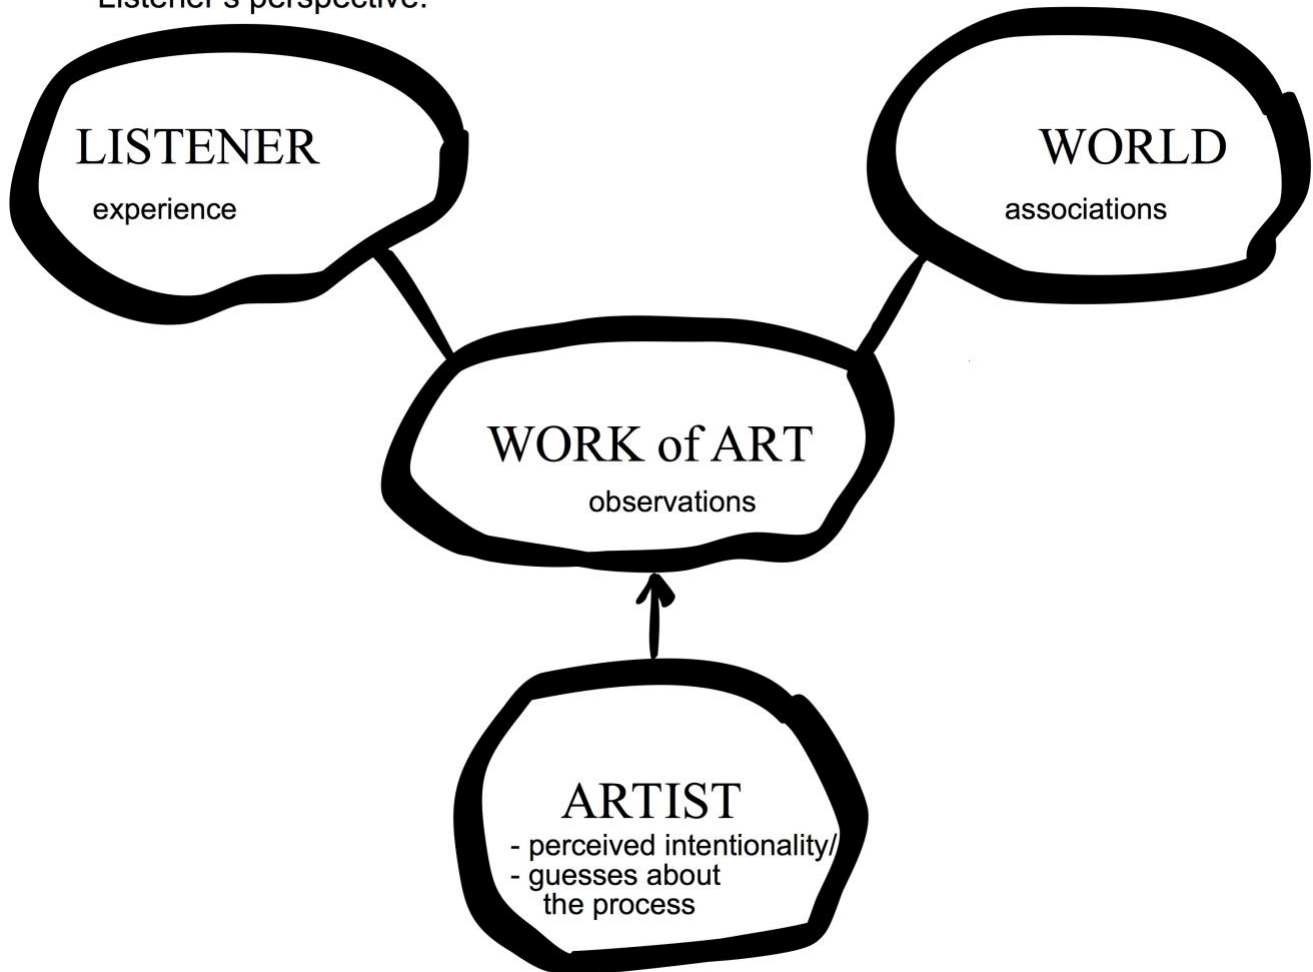 Listener's perspective:
LISTENER
experience
WORLD
associations
WORK of ART
observations
ARTIST
- perceived intentionality/
- guesses about
the process